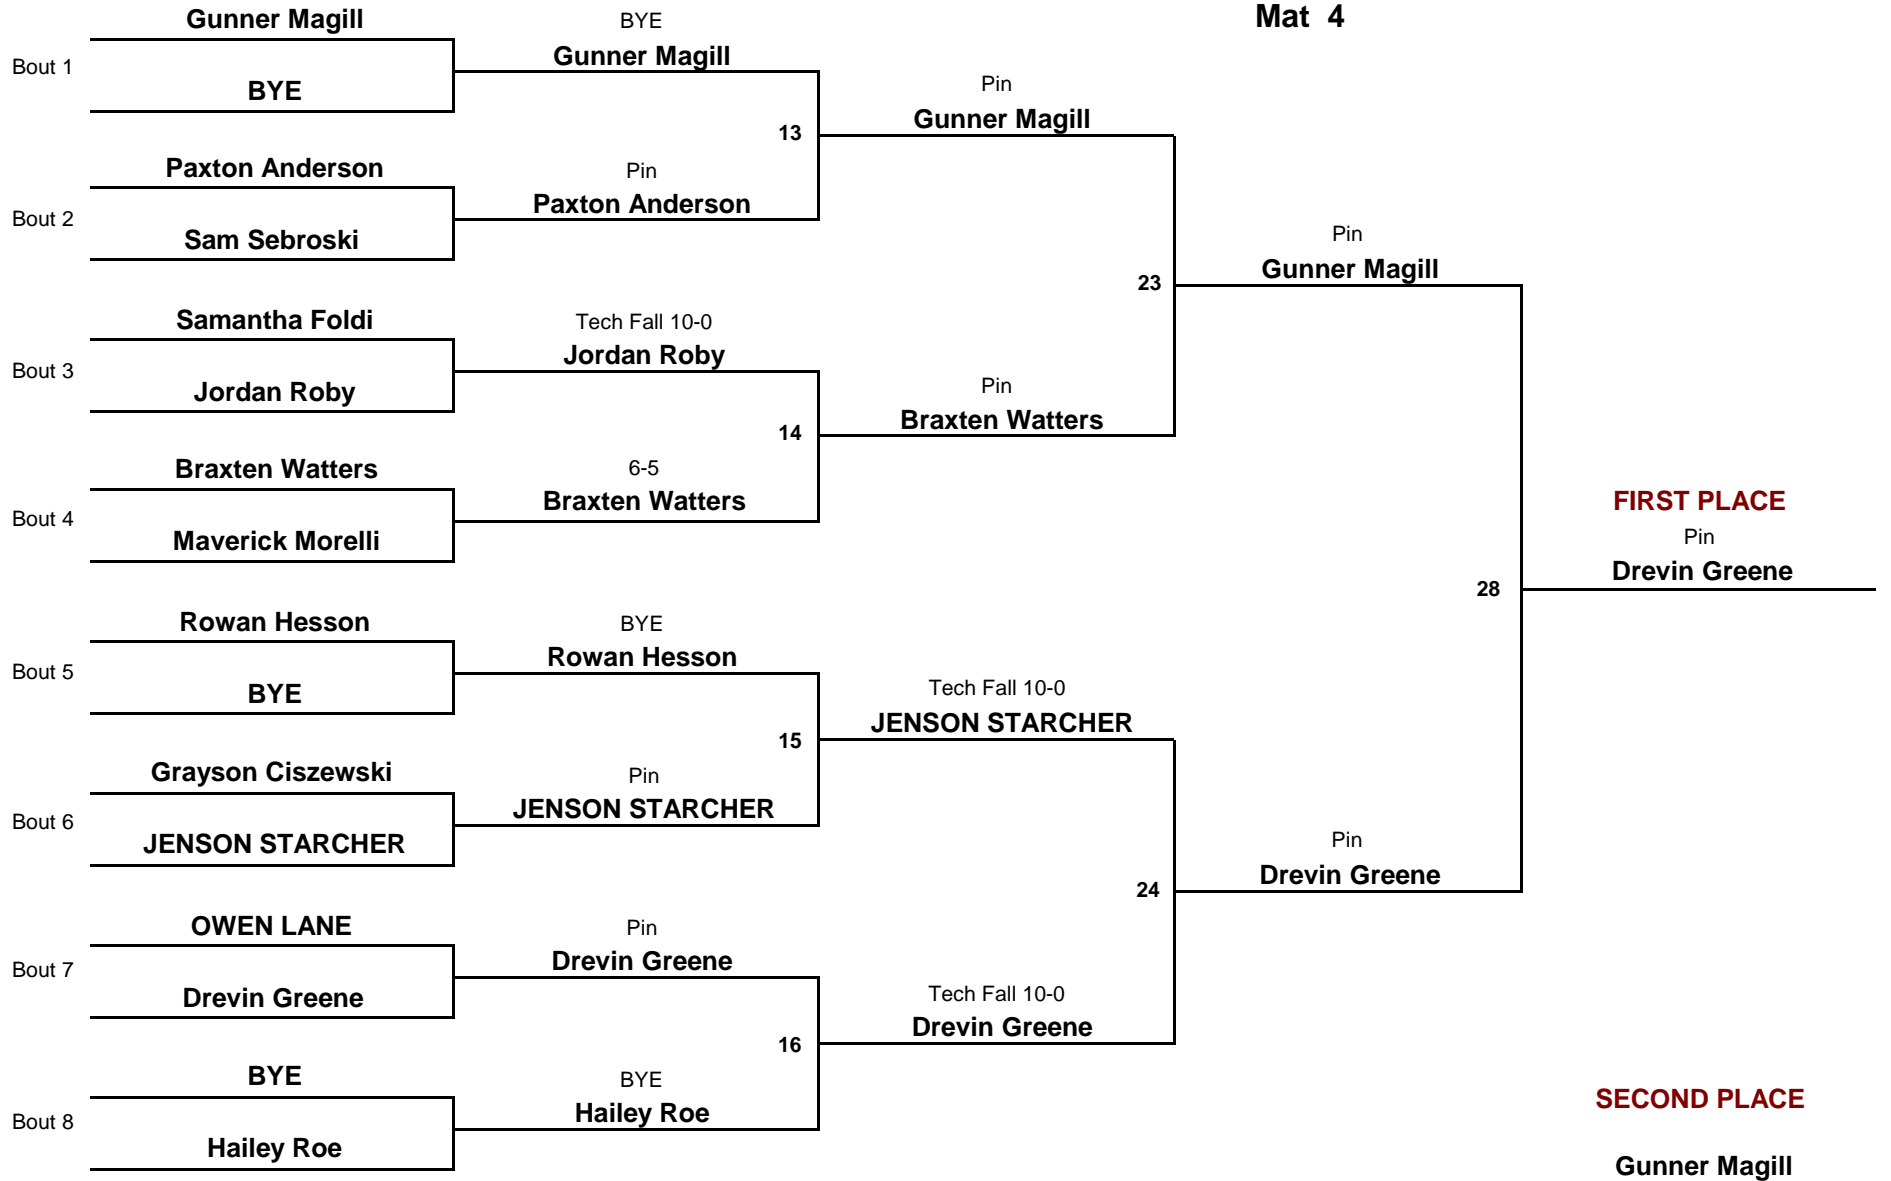 Mat 4
Gunner Magill
Bout 1
BYE
Paxton Anderson
Bout 2
Sam Sebroski
Samantha Foldi
Bout 3
Jordan Roby
Braxten Watters
Bout 4
Maverick Morelli
Rowan Hesson
Bout 5
BYE
Grayson Ciszewski
Bout 6
JENSON STARCHER
OWEN LANE
Bout 7
Drevin Greene
BYE
Bout 8
Hailey Roe
BYE
Gunner Magill
13
Pin
Paxton Anderson
Tech Fall 10-0
Jordan Roby
14
6-5
Braxten Watters
BYE
Rowan Hesson
15
Pin
JENSON STARCHER
Pin
Drevin Greene
16
BYE
Hailey Roe
Pin
Gunner Magill
23
Pin
Braxten Watters
Tech Fall 10-0
JENSON STARCHER
24
Tech Fall 10-0
Drevin Greene
Pin
Gunner Magill
28
Pin
Drevin Greene
FIRST PLACE
Pin
Drevin Greene
SECOND PLACE
Gunner Magill